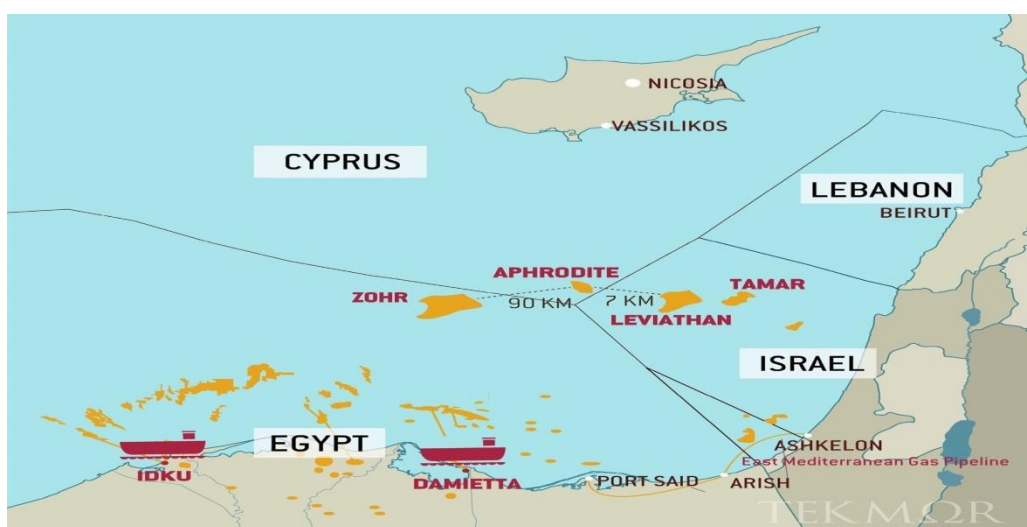 NICOSIA
VASSILIKOS
CYPRUS
LEBANON
BEIRUT
APHRODITE
TAMAR
ZOHR
90 KM
7 KM
LEVIATHAN
ISRAEL
EGYPT
ASHKELON
East Mediterranean Gas Pipeline
IDKU
DAMIETTA
PORT SAID
ARISH
TEKMOR